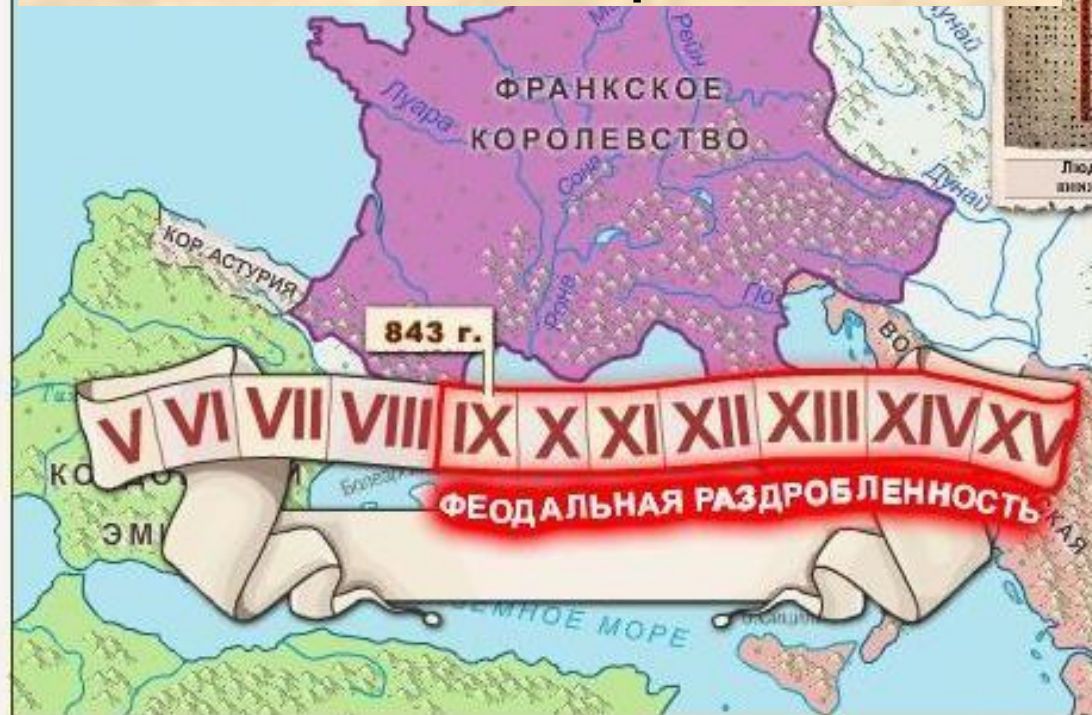 Рейн
Дунай
ФРАНКСКОЕ
КОРОЛЕВСТВО
Луара
Сона
Дунай
КОР. АСТУРИЯ
Рона
По
843 г.
V VI VII VIII IX X XI XII XIII XIV XV
ФЕОДАЛЬНАЯ РАЗДРОБЛЕННОСТЬ
МОРЕ